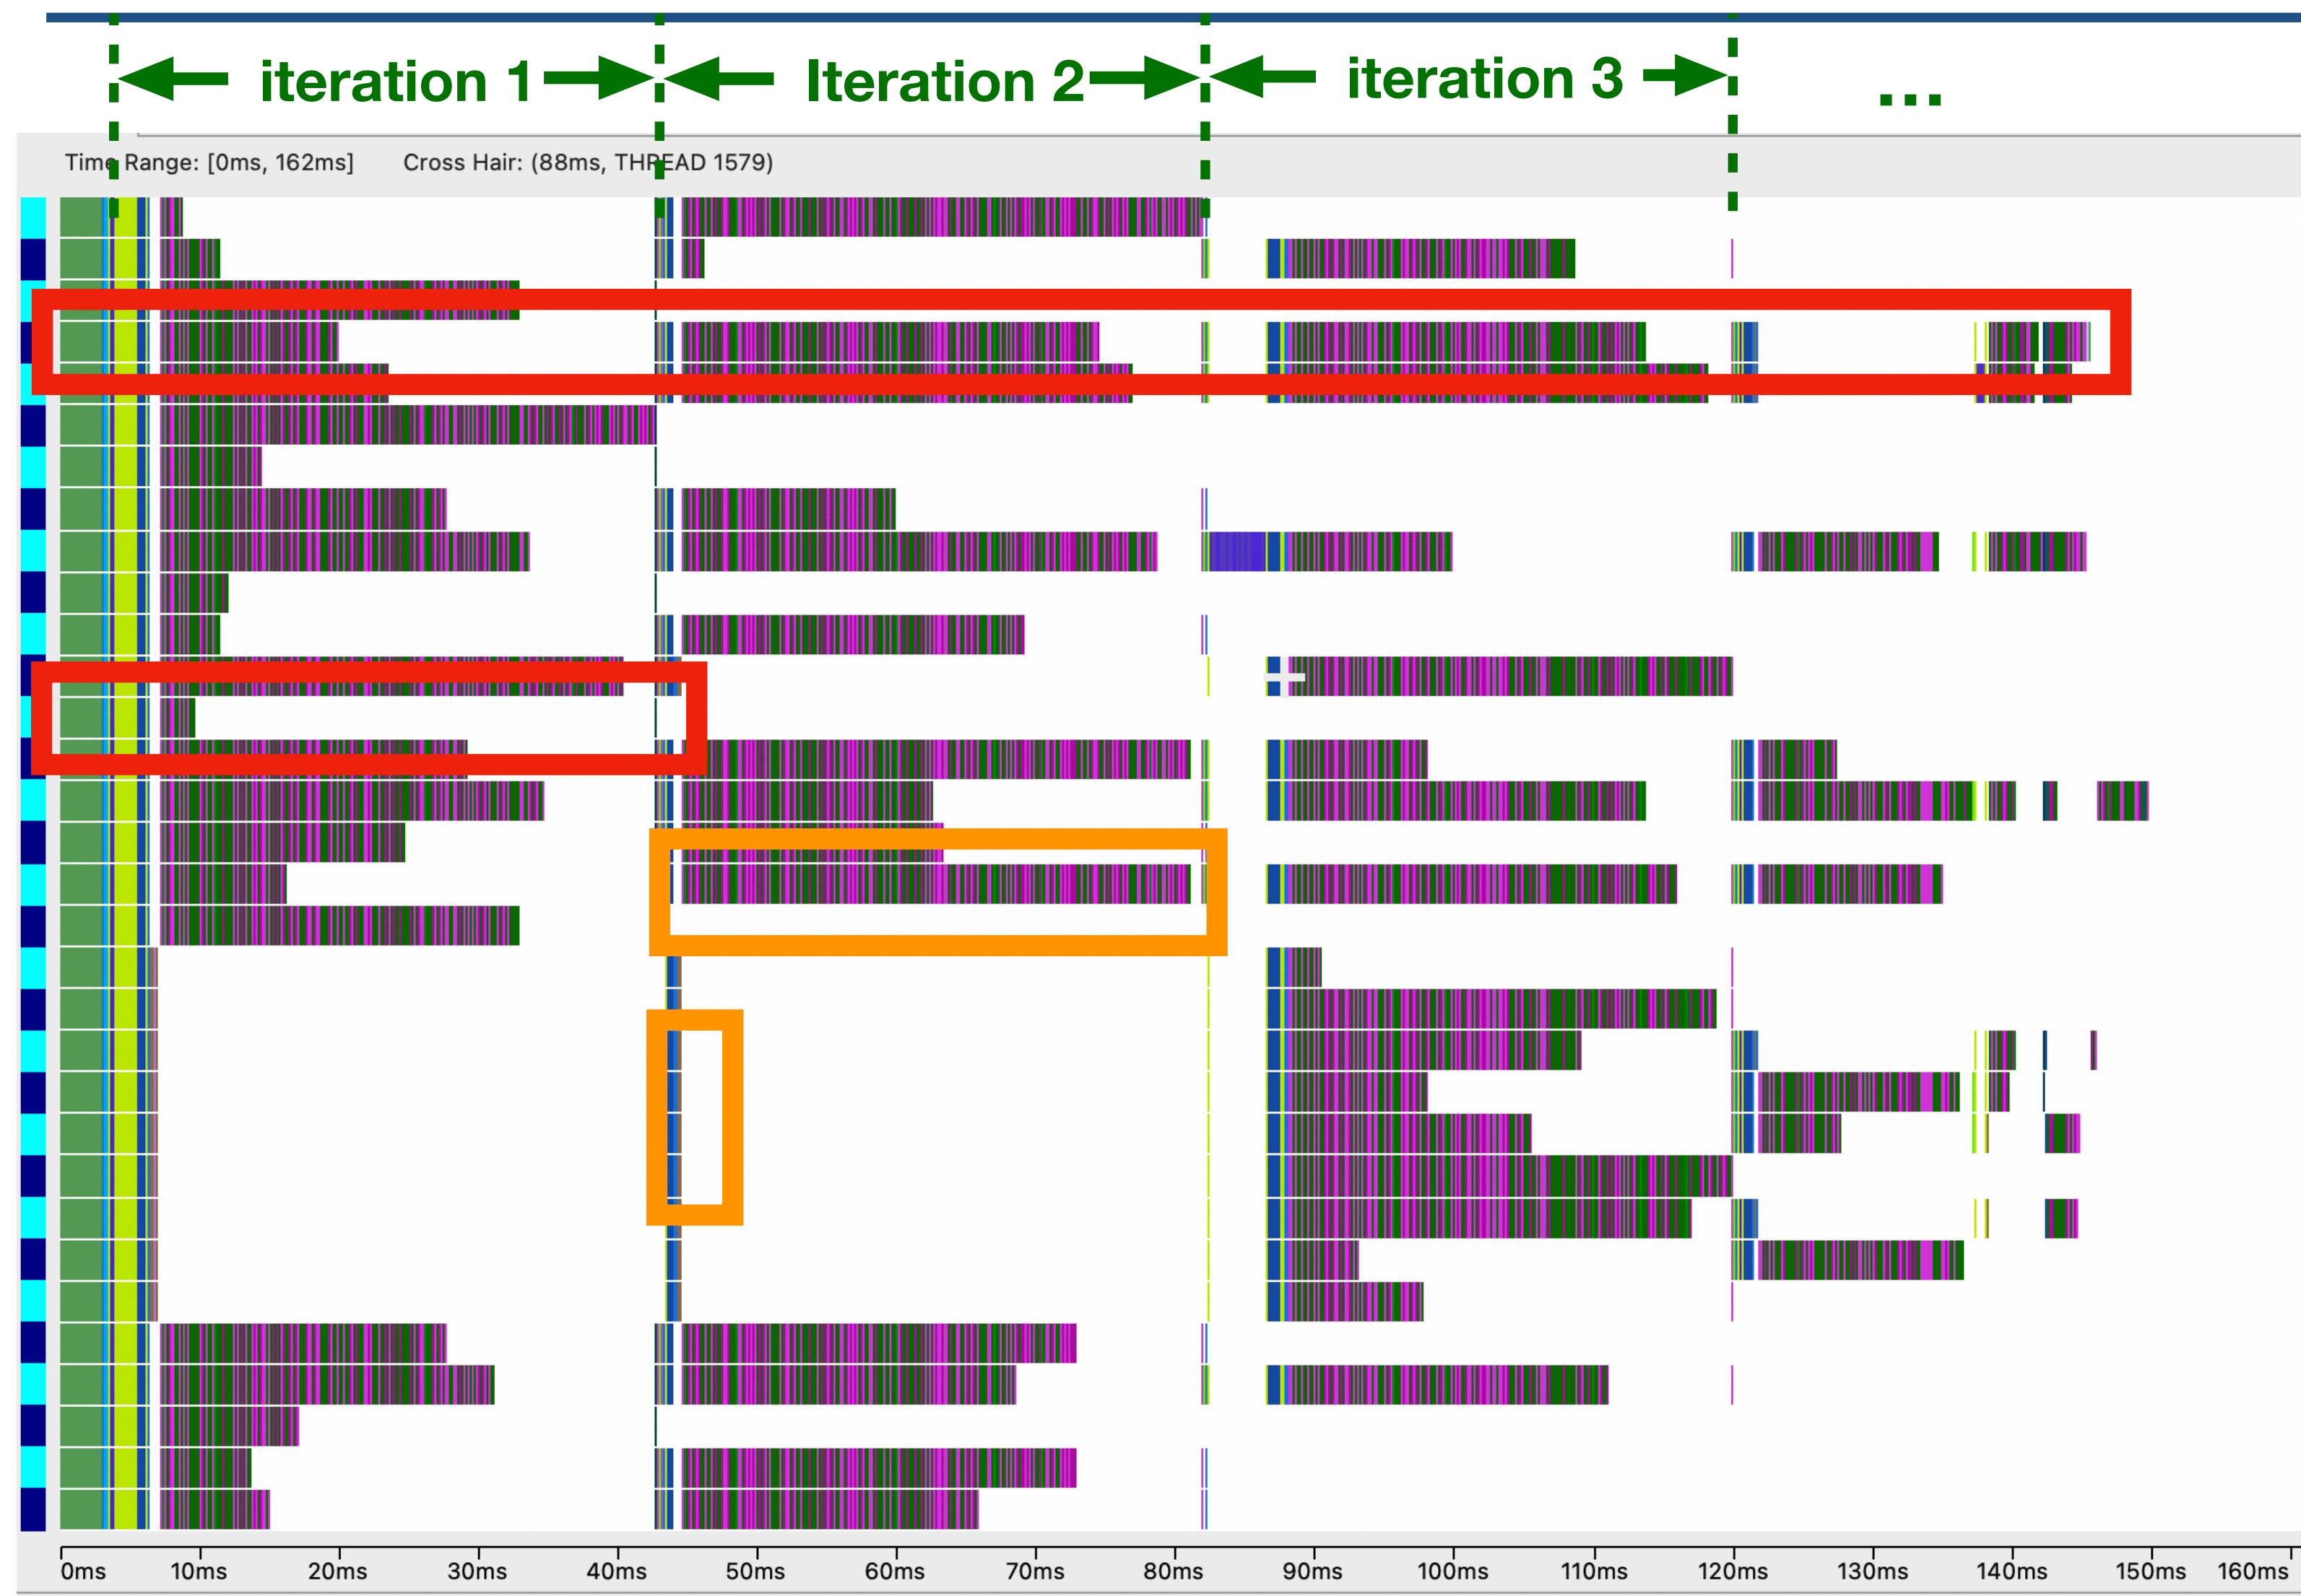 iteration 1 Iteration 2 iteration 3 ...
Time Range: [0ms, 162ms] Cross Hair: (88ms, THREAD 1579)
0ms 10ms 20ms 30ms 40ms 50ms 60ms 70ms 80ms 90ms 100ms 110ms 120ms 130ms 140ms 150ms 160ms